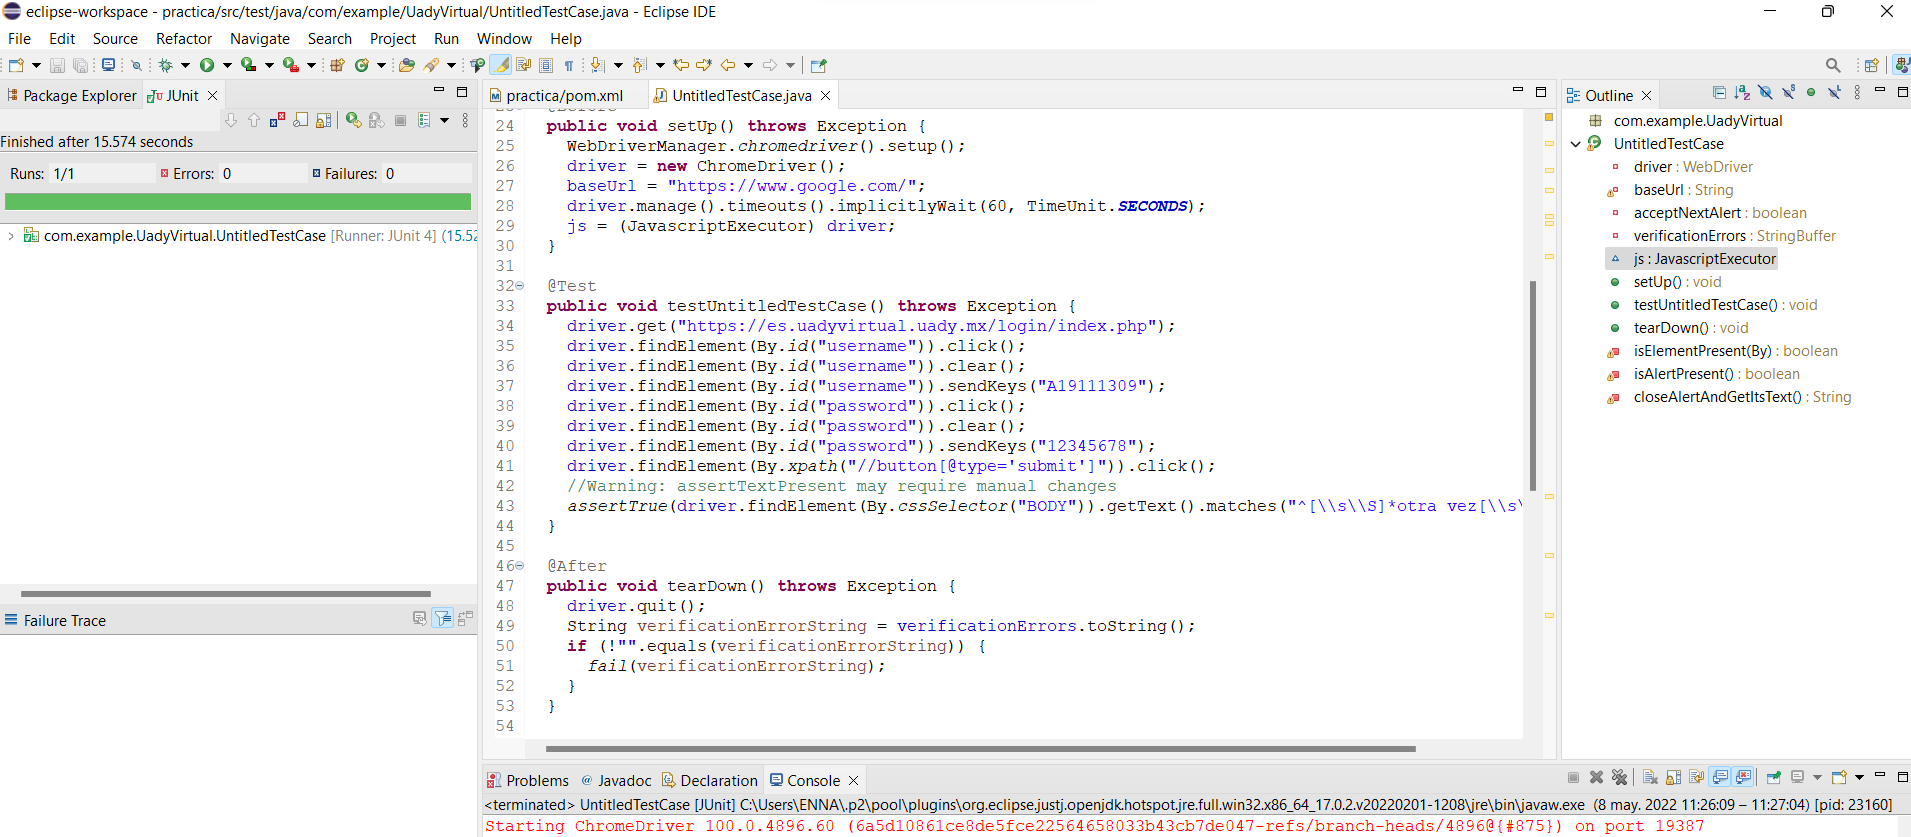 eclipse-workspace - practica/src/test/java/com/example/UadyVirtual/UntitledTestCase.java - Eclipse IDE
File Edit Source Refactor Navigate Search Project Run Window Help
Package Explorer JUnit
Finished after 15.574 seconds
Runs: 1/1 Errors: 0 Failures: 0
com.example.UadyVirtual.UntitledTestCase [Runner: JUnit 4] (15.52
Failure Trace
practica/pom.xml UntitledTestCase.java
24 public void setUp() throws Exception {
25 WebDriverManager.chromedriver().setup();
26 driver = new ChromeDriver();
27 baseUrl = "https://www.google.com/";
28 driver.manage().timeouts().implicitlyWait(60, TimeUnit.SECONDS);
29 js = (JavascriptExecutor) driver;
30 }
31
32 @Test
33 public void testUntitledTestCase() throws Exception {
34 driver.get("https://es.uadyvirtual.uady.mx/login/index.php");
35 driver.findElement(By.id("username")).click();
36 driver.findElement(By.id("username")).clear();
37 driver.findElement(By.id("username")).sendKeys("A19111309");
38 driver.findElement(By.id("password")).click();
39 driver.findElement(By.id("password")).clear();
40 driver.findElement(By.id("password")).sendKeys("12345678");
41 driver.findElement(By.xpath("//button[@type='submit']")).click();
42 //Warning: assertTextPresent may require manual changes
43 assertTrue(driver.findElement(By.cssSelector("BODY")).getText().matches("^[\\s\\S]*otra vez[\\s\
44 }
45
46 @After
47 public void tearDown() throws Exception {
48 driver.quit();
49 String verificationErrorString = verificationErrors.toString();
50 if (!"".equals(verificationErrorString)) {
51 fail(verificationErrorString);
52 }
53 }
54
Outline
com.example.UadyVirtual
UntitledTestCase
driver : WebDriver
baseUrl : String
acceptNextAlert : boolean
verificationErrors : StringBuffer
js : JavascriptExecutor
setUp() : void
testUntitledTestCase() : void
tearDown() : void
isElementPresent(By) : boolean
isAlertPresent() : boolean
closeAlertAndGetItsText() : String
Problems Javadoc Declaration Console
<terminated> UntitledTestCase [JUnit] C:\Users\ENNA\.p2\pool\plugins\org.eclipse.justj.openjdk.hotspot.jre.full.win32.x86_64_17.0.2.v20220201-1208\jre\bin\javaw.exe (8 may. 2022 11:26:09 – 11:27:04) [pid: 23160]
Starting ChromeDriver 100.0.4896.60 (6a5d10861ce8de5fce22564658033b43cb7de047-refs/branch-heads/4896@{#875}) on port 19387